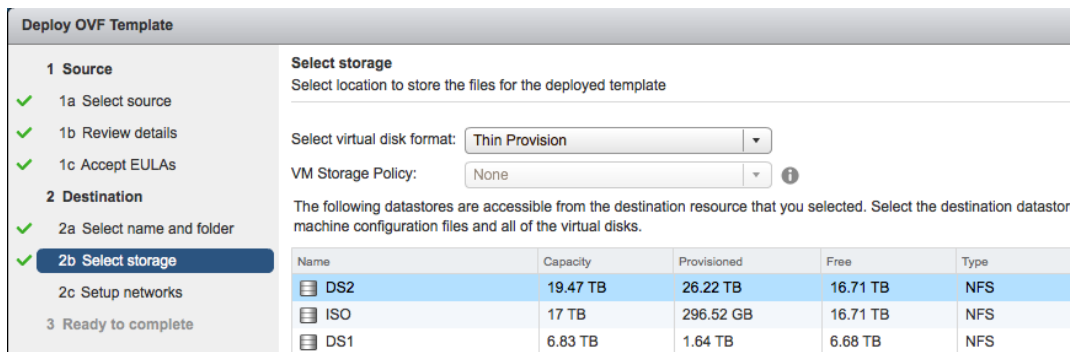 Deploy OVF Template
1 Source
1a Select source
1b Review details
1c Accept EULAs
2 Destination
2a Select name and folder
2b Select storage
2c Setup networks
3 Ready to complete
Select storage
Select location to store the files for the deployed template
Select virtual disk format: Thin Provision
VM Storage Policy: None
The following datastores are accessible from the destination resource that you selected. Select the destination datastor
machine configuration files and all of the virtual disks.
Name Capacity Provisioned Free Type
DS2 19.47 TB 26.22 TB 16.71 TB NFS
ISO 17 TB 296.52 GB 16.71 TB NFS
DS1 6.83 TB 1.64 TB 6.68 TB NFS